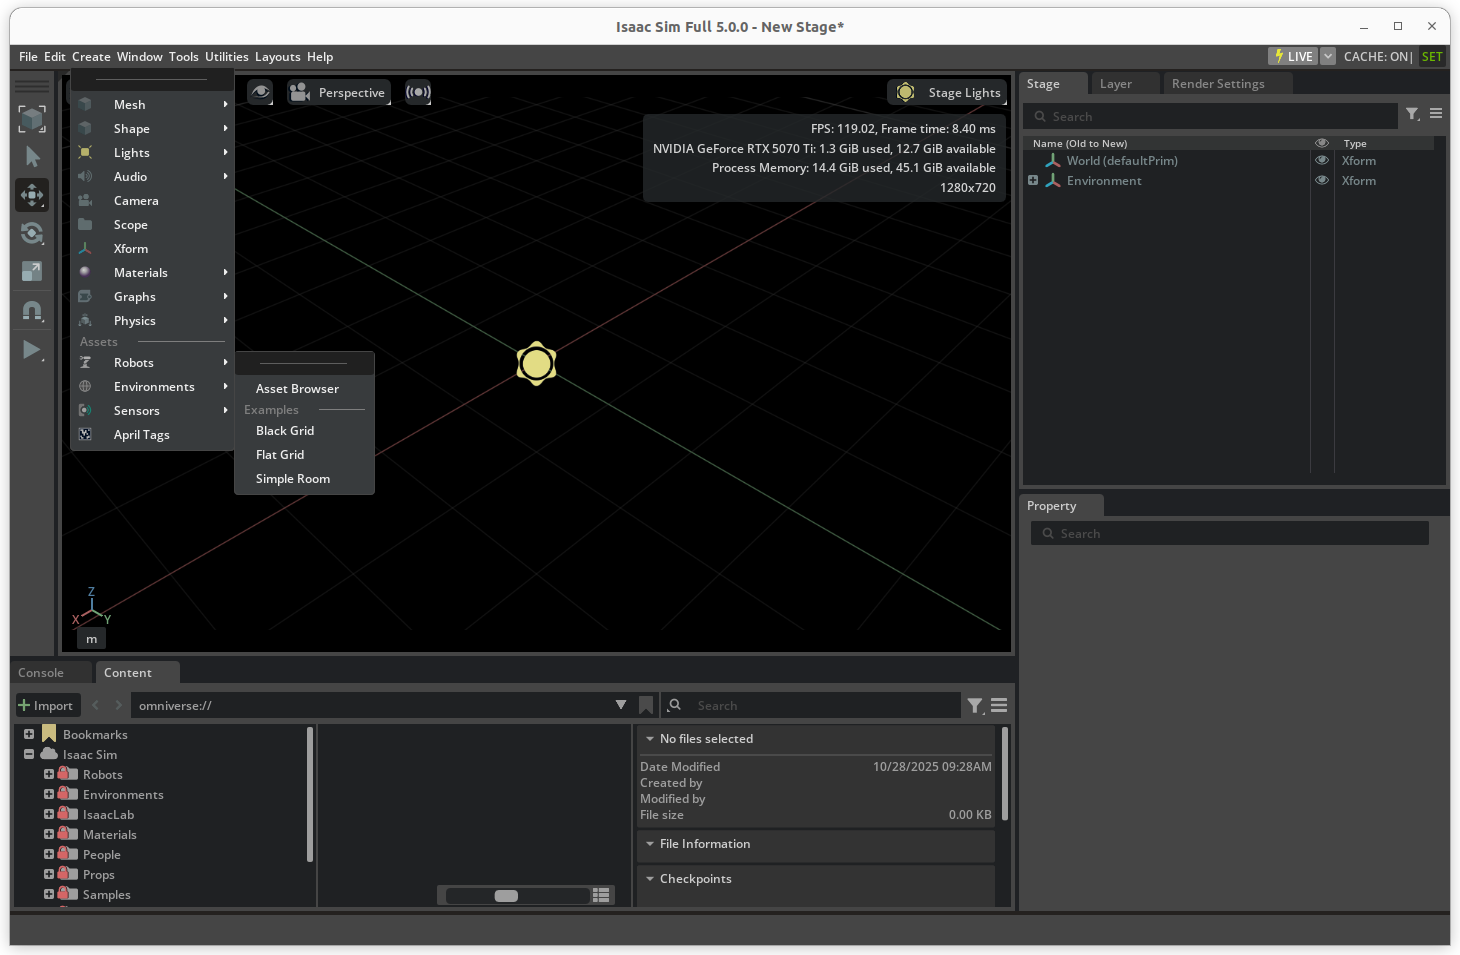 Isaac Sim Full 5.0.0 - New Stage*
File Edit Create Window Tools Utilities Layouts Help
LIVE CACHE: ON| SET
Mesh
Shape
Lights
Audio
Camera
Scope
Xform
Materials
Graphs
Physics
Assets
Robots
Environments
Sensors
April Tags
Asset Browser
Examples
Black Grid
Flat Grid
Simple Room
Perspective
Stage Lights
FPS: 119.02, Frame time: 8.40 ms
NVIDIA GeForce RTX 5070 Ti: 1.3 GiB used, 12.7 GiB available
Process Memory: 14.4 GiB used, 45.1 GiB available
1280x720
Z
X Y
m
Stage Layer Render Settings
Search
Name (Old to New) Type
World (defaultPrim) Xform
Environment Xform
Property
Search
Console Content
Import omniverse:// Search
Bookmarks
Isaac Sim
Robots
Environments
IsaacLab
Materials
People
Props
Samples
No files selected
Date Modified 10/28/2025 09:28AM
Created by
Modified by
File size 0.00 KB
File Information
Checkpoints